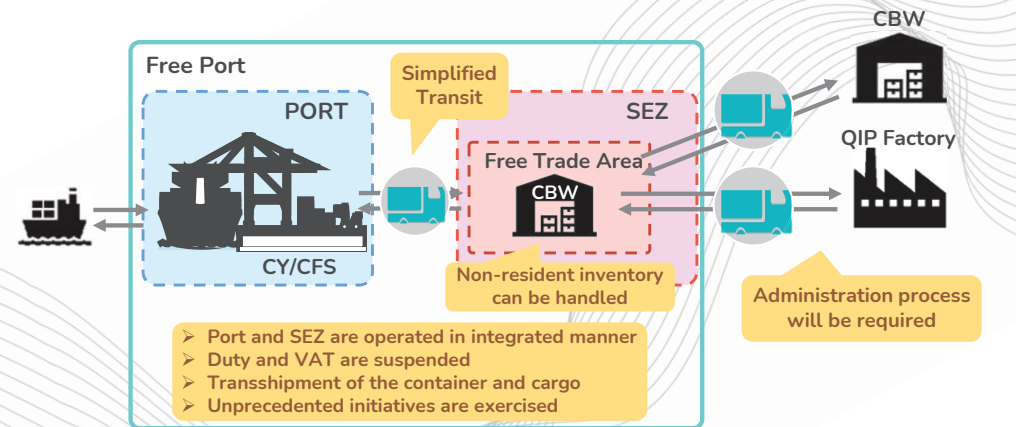 CBW
Free Port
Simplified
Transit
PORT
SEZ
QIP Factory
Free Trade Area
CBW
CY/CFS
Non-resident inventory
can be handled
Administration process
will be required
➢ Port and SEZ are operated in integrated manner
➢ Duty and VAT are suspended
➢ Transshipment of the container and cargo
➢ Unprecedented initiatives are exercised